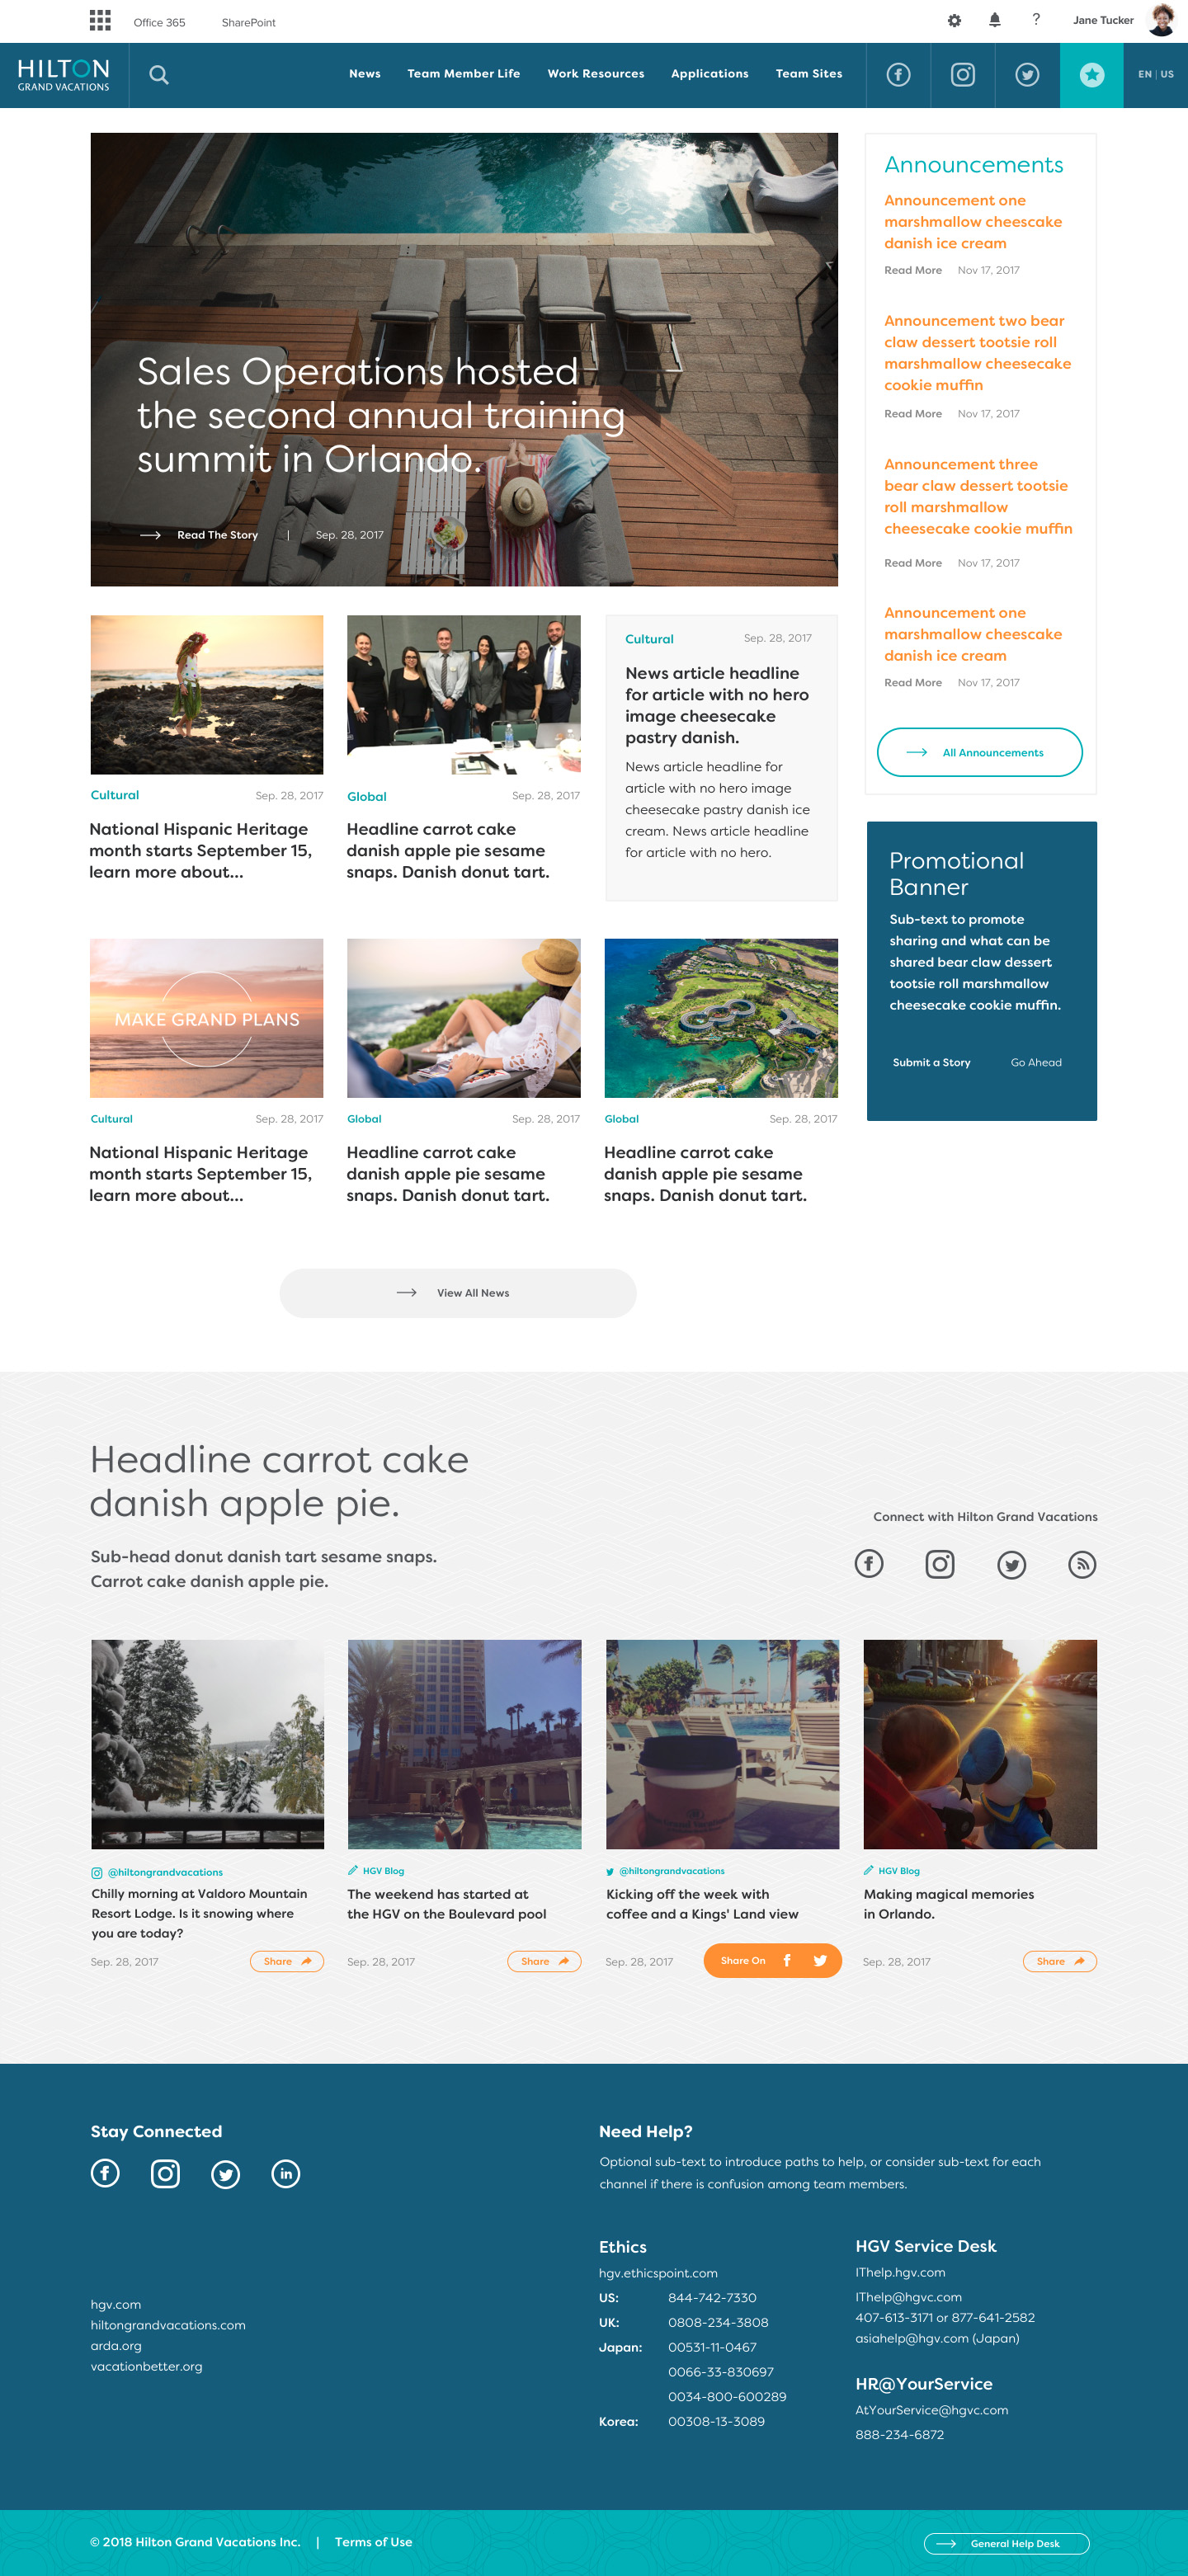 Office 365
SharePoint
?
Jane Tucker
HILTON
GRAND VACATIONS
News
Team Member Life
Work Resources
Applications
Team Sites
EN | US
Sales Operations hosted
the second annual training
summit in Orlando.
Read The Story | Sep. 28, 2017
Announcements
Announcement one
marshmallow cheescake
danish ice cream
Read More Nov 17, 2017
Announcement two bear
claw dessert tootsie roll
marshmallow cheesecake
cookie muffin
Read More Nov 17, 2017
Announcement three
bear claw dessert tootsie
roll marshmallow
cheesecake cookie muffin
Read More Nov 17, 2017
Announcement one
marshmallow cheescake
danish ice cream
Read More Nov 17, 2017
All Announcements
Cultural Sep. 28, 2017
National Hispanic Heritage
month starts September 15,
learn more about...
Global Sep. 28, 2017
Headline carrot cake
danish apple pie sesame
snaps. Danish donut tart.
Cultural Sep. 28, 2017
News article headline
for article with no hero
image cheesecake
pastry danish.
News article headline for
article with no hero image
cheesecake pastry danish ice
cream. News article headline
for article with no hero.
Promotional
Banner
Sub-text to promote
sharing and what can be
shared bear claw dessert
tootsie roll marshmallow
cheesecake cookie muffin.
Submit a Story Go Ahead
MAKE GRAND PLANS
Cultural Sep. 28, 2017
National Hispanic Heritage
month starts September 15,
learn more about...
Global Sep. 28, 2017
Headline carrot cake
danish apple pie sesame
snaps. Danish donut tart.
Global Sep. 28, 2017
Headline carrot cake
danish apple pie sesame
snaps. Danish donut tart.
View All News
Headline carrot cake
danish apple pie.
Sub-head donut danish tart sesame snaps.
Carrot cake danish apple pie.
Connect with Hilton Grand Vacations
@hiltongrandvacations
Chilly morning at Valdoro Mountain
Resort Lodge. Is it snowing where
you are today?
Sep. 28, 2017 Share
HGV Blog
The weekend has started at
the HGV on the Boulevard pool
Sep. 28, 2017 Share
@hiltongrandvacations
Kicking off the week with
coffee and a Kings' Land view
Sep. 28, 2017 Share On
HGV Blog
Making magical memories
in Orlando.
Sep. 28, 2017 Share
Stay Connected
in
hgv.com
hiltongrandvacations.com
arda.org
vacationbetter.org
Need Help?
Optional sub-text to introduce paths to help, or consider sub-text for each
channel if there is confusion among team members.
Ethics
hgv.ethicspoint.com
US: 844-742-7330
UK: 0808-234-3808
Japan: 00531-11-0467
0066-33-830697
0034-800-600289
Korea: 00308-13-3089
HGV Service Desk
IThelp.hgv.com
IThelp@hgvc.com
407-613-3171 or 877-641-2582
asiahelp@hgv.com (Japan)
HR@YourService
AtYourService@hgvc.com
888-234-6872
© 2018 Hilton Grand Vacations Inc. | Terms of Use
General Help Desk